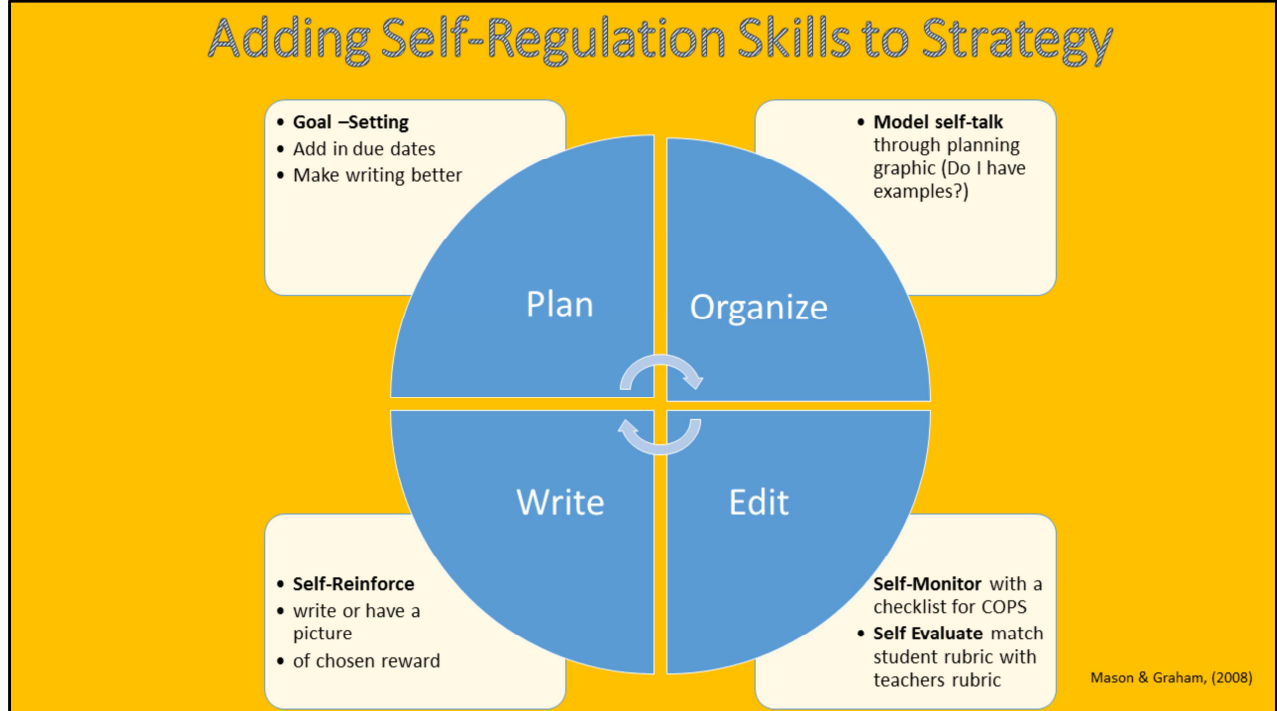 Adding Self-Regulation Skills to Strategy
• Goal –Setting
• Add in due dates
• Make writing better
• Model self-talk
through planning
graphic (Do I have
examples?)
Plan
Organize
Write
Edit
• Self-Reinforce
• write or have a
picture
• of chosen reward
Self-Monitor with a
checklist for COPS
• Self Evaluate match
student rubric with
teachers rubric
Mason & Graham, (2008)